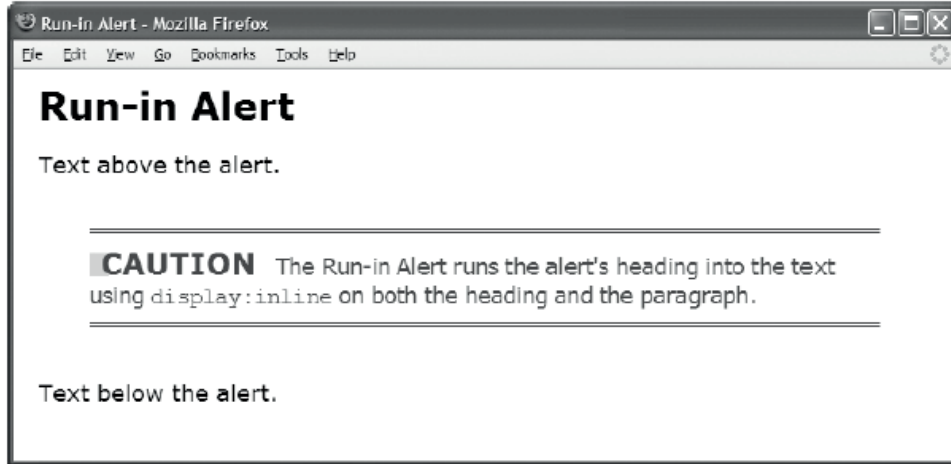 Run-in Alert - Mozilla Firefox
File Edit View Go Bookmarks Tools Help
Run-in Alert
Text above the alert.
CAUTION The Run-in Alert runs the alert's heading into the text
using display:inline on both the heading and the paragraph.
Text below the alert.